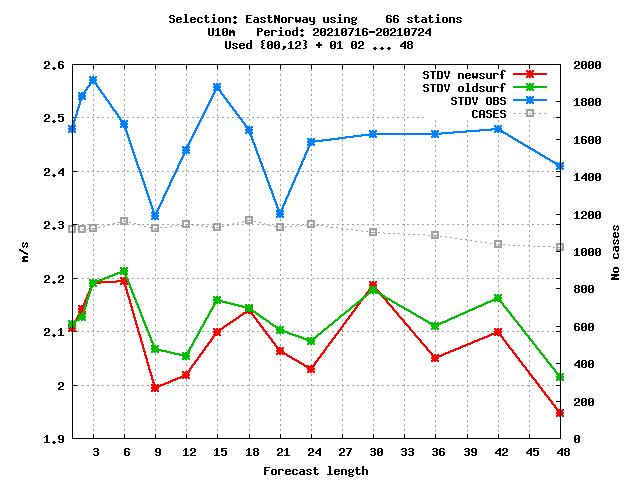 Selection: EastNorway using    66 stations
U10m   Period: 20210716-20210724
Used {00,12} + 01 02 ... 48
STDV newsurf
STDV oldsurf
STDV OBS
CASES
2.6
2.5
2.4
2.3
2.2
2.1
2
1.9
m/s
2000
1800
1600
1400
1200
1000
800
600
400
200
0
No cases
3 6 9 12 15 18 21 24 27 30 33 36 39 42 45 48
Forecast length